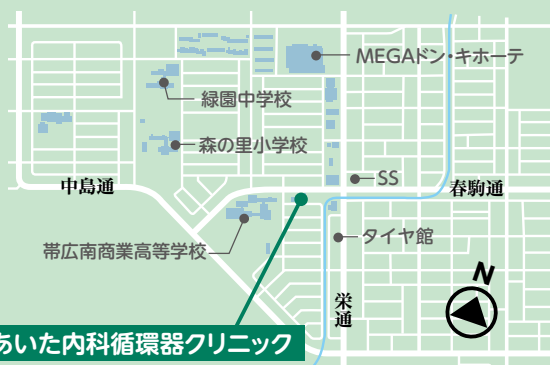 MEGAドン・キホーテ
緑園中学校
森の里小学校
SS
中島通
春駒通
タイヤ館
帯広南商業高等学校
N
栄通
あいた内科循環器クリニック